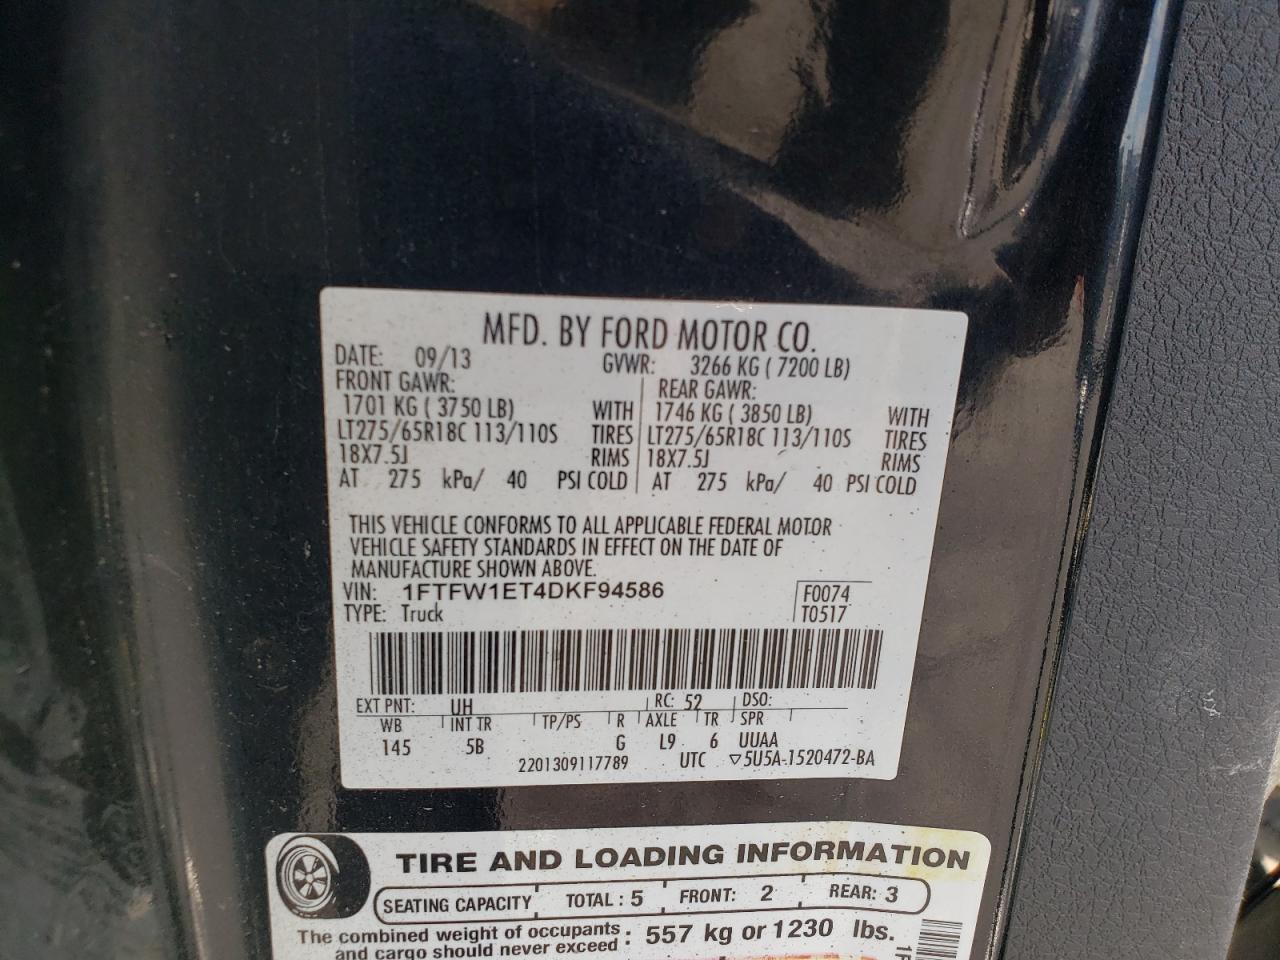 MFD. BY FORD MOTOR CO.
DATE: 09/13 GVWR: 3266 KG ( 7200 LB)
FRONT GAWR: REAR GAWR:
1701 KG ( 3750 LB) WITH 1746 KG ( 3850 LB) WITH
LT275/65R18C 113/110S TIRES LT275/65R18C 113/110S TIRES
18X7.5J RIMS 18X7.5J RIMS
AT 275 kPa/ 40 PSI COLD AT 275 kPa/ 40 PSI COLD
THIS VEHICLE CONFORMS TO ALL APPLICABLE FEDERAL MOTOR
VEHICLE SAFETY STANDARDS IN EFFECT ON THE DATE OF
MANUFACTURE SHOWN ABOVE.
VIN: 1FTFW1ET4DKF94586 F0074
TYPE: Truck T0517
EXT PNT: UH RC: 52 DSO:
WB INT TR TP/PS R AXLE TR SPR
145 5B G L9 6 UUAA
2201309117789 UTC ▽5U5A-1520472-BA
TIRE AND LOADING INFORMATION
SEATING CAPACITY TOTAL : 5 FRONT: 2 REAR: 3
The combined weight of occupants and cargo should never exceed : 557 kg or 1230 lbs.